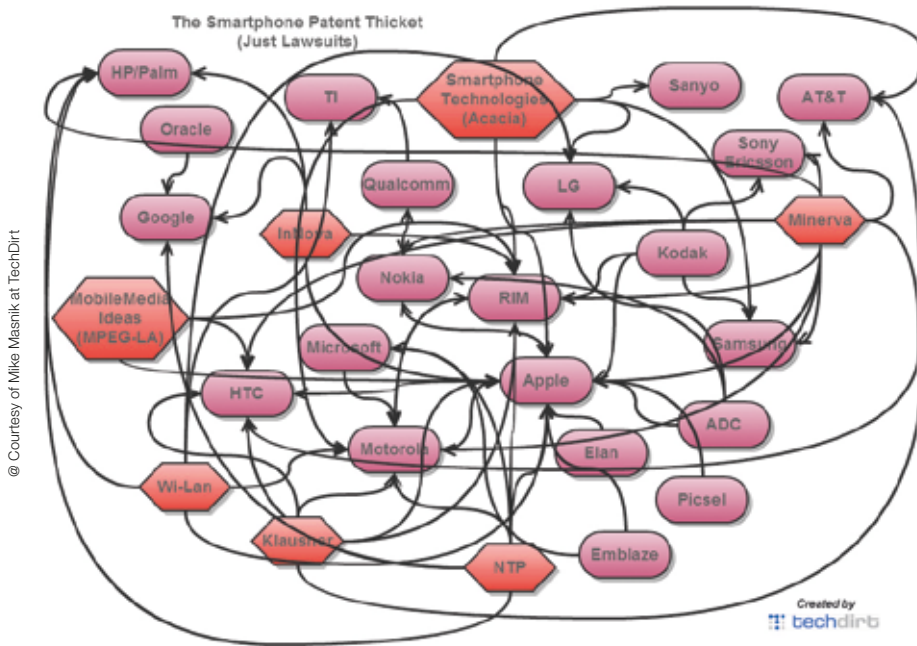 The Smartphone Patent Thicket
(Just Lawsuits)
HP/Palm
TI
Smartphone
Technologies
(Acacia)
Sanyo
AT&T
Oracle
Sony
Ericsson
Qualcomm
LG
Google
InNova
Minerva
Kodak
Nokia
RIM
MobileMedia
Ideas
(MPEG-LA)
Microsoft
Samsung
HTC
Apple
Motorola
Elan
ADC
Wi-Lan
Picsel
Klausner
NTP
Emblaze
@ Courtesy of Mike Masnik at TechDirt
Created by
techdirt